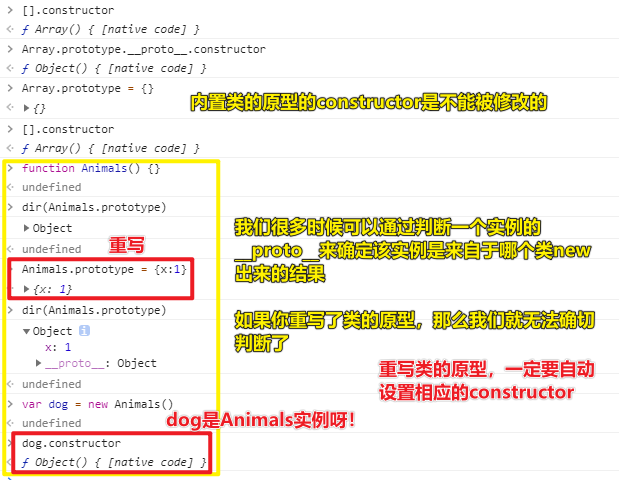 [].constructor
ƒ Array() { [native code] }
Array.prototype.__proto__.constructor
ƒ Object() { [native code] }
Array.prototype = {}
▶{}
内置类的原型的constructor是不能被修改的
[].constructor
ƒ Array() { [native code] }
function Animals() {}
undefined
dir(Animals.prototype)
▶Object
undefined
重写
Animals.prototype = {x:1}
▶{x: 1}
我们很多时候可以通过判断一个实例的
__proto__来确定该实例是来自于哪个类new
出来的结果
dir(Animals.prototype)
▼Object i
x: 1
▶__proto__: Object
如果你重写了类的原型，那么我们就无法确切
判断了
undefined
重写类的原型，一定要自动
设置相应的constructor
var dog = new Animals()
undefined
dog是Animals实例呀！
dog.constructor
ƒ Object() { [native code] }